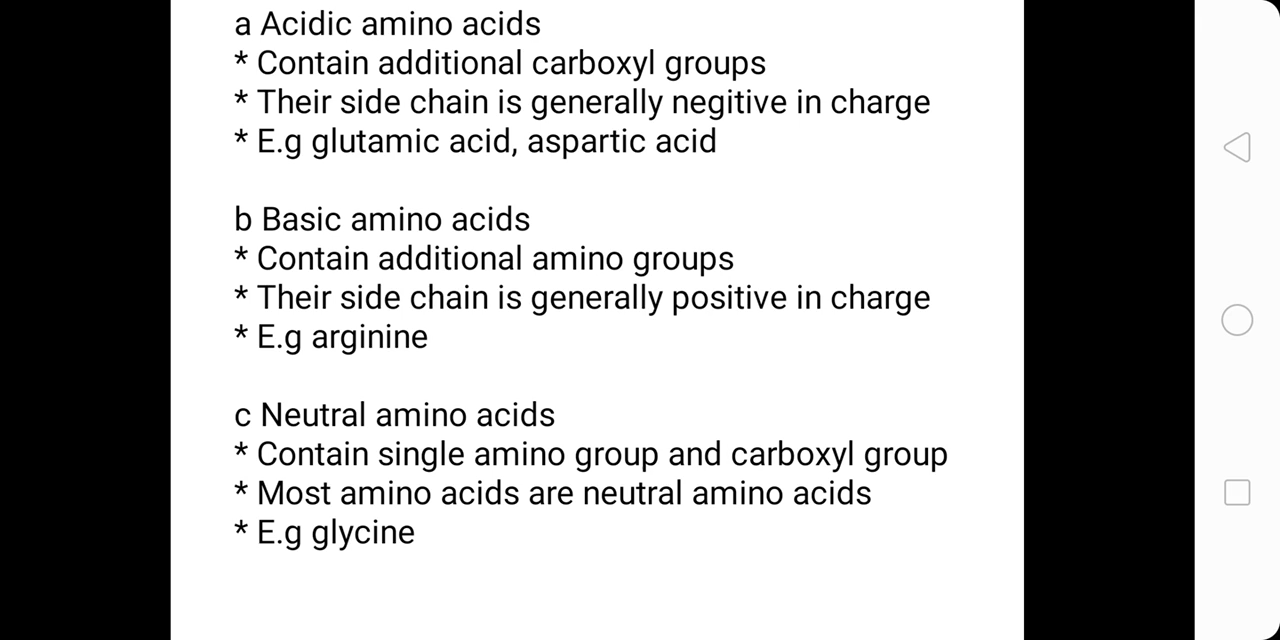 a Acidic amino acids
* Contain additional carboxyl groups
* Their side chain is generally negitive in charge
* E.g glutamic acid, aspartic acid
b Basic amino acids
* Contain additional amino groups
* Their side chain is generally positive in charge
* E.g arginine
c Neutral amino acids
* Contain single amino group and carboxyl group
* Most amino acids are neutral amino acids
* E.g glycine